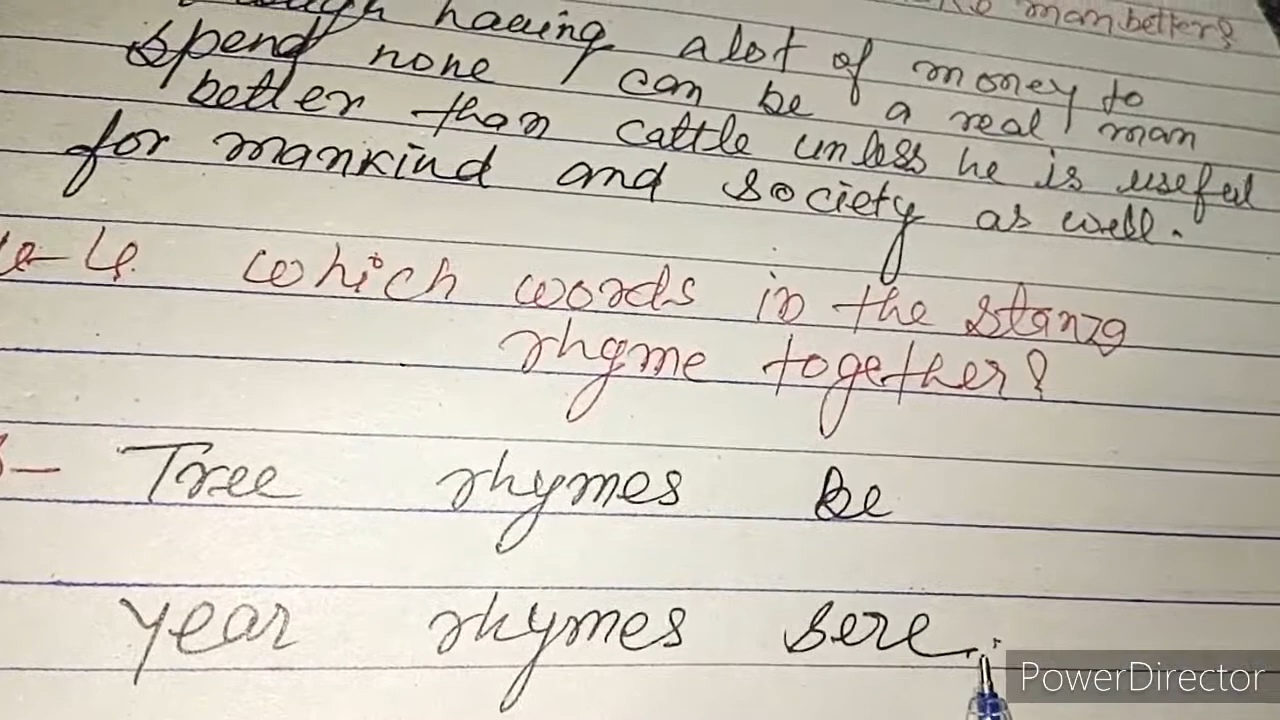 having a lot of money to man better?
spend none can be a real man
better than cattle unless he is useful
for mankind and society as well.
which words in the stanza
rhyme together?
Tree rhymes be
year rhymes sere
PowerDirector